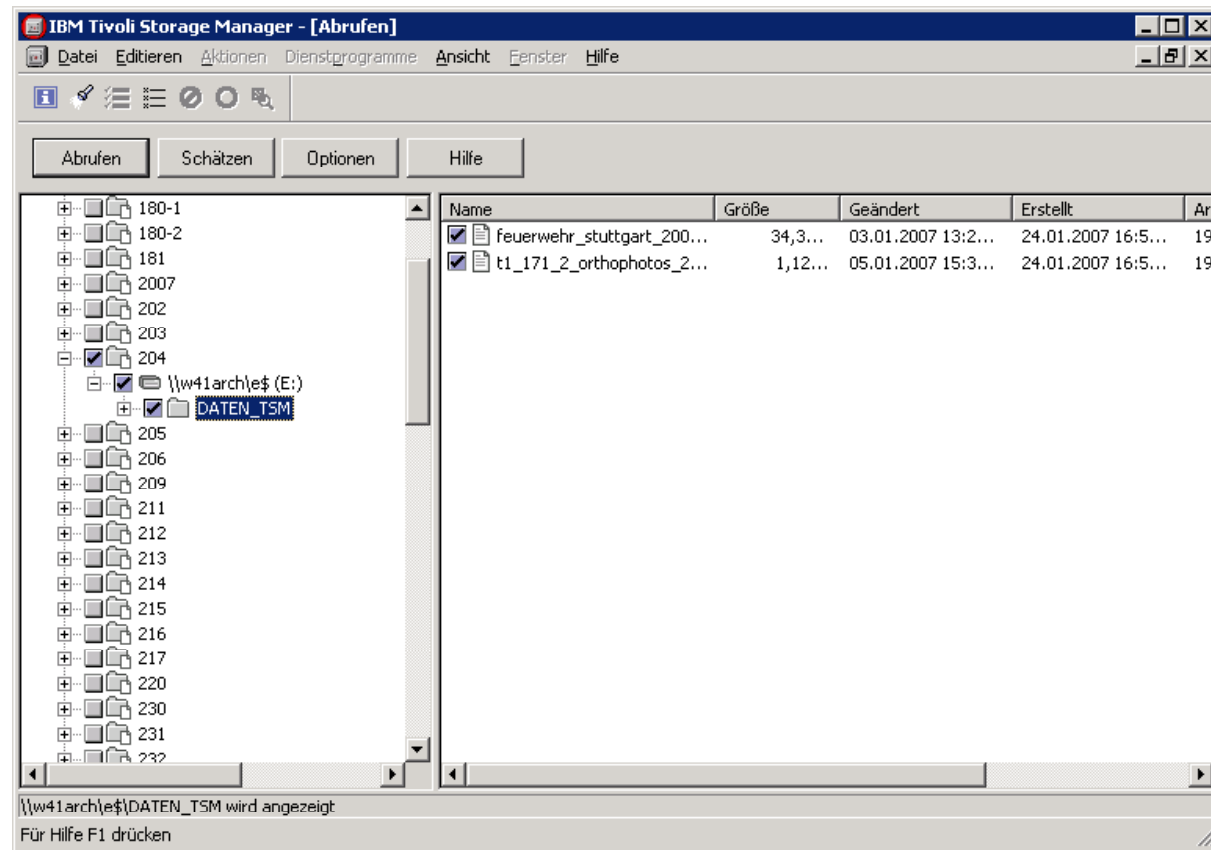 IBM Tivoli Storage Manager - [Abrufen]
Datei Editieren Aktionen Dienstprogramme Ansicht Fenster Hilfe
Abrufen Schätzen Optionen Hilfe
180-1
180-2
181
2007
202
203
204
\\w41arch\e$ (E:)
DATEN_TSM
205
206
209
211
212
213
214
215
216
217
220
230
231
232
Name Größe Geändert Erstellt Ar
feuerwehr_stuttgart_200... 34,3... 03.01.2007 13:2... 24.01.2007 16:5... 19
t1_171_2_orthophotos_2... 1,12... 05.01.2007 15:3... 24.01.2007 16:5... 19
\\w41arch\e$\DATEN_TSM wird angezeigt
Für Hilfe F1 drücken